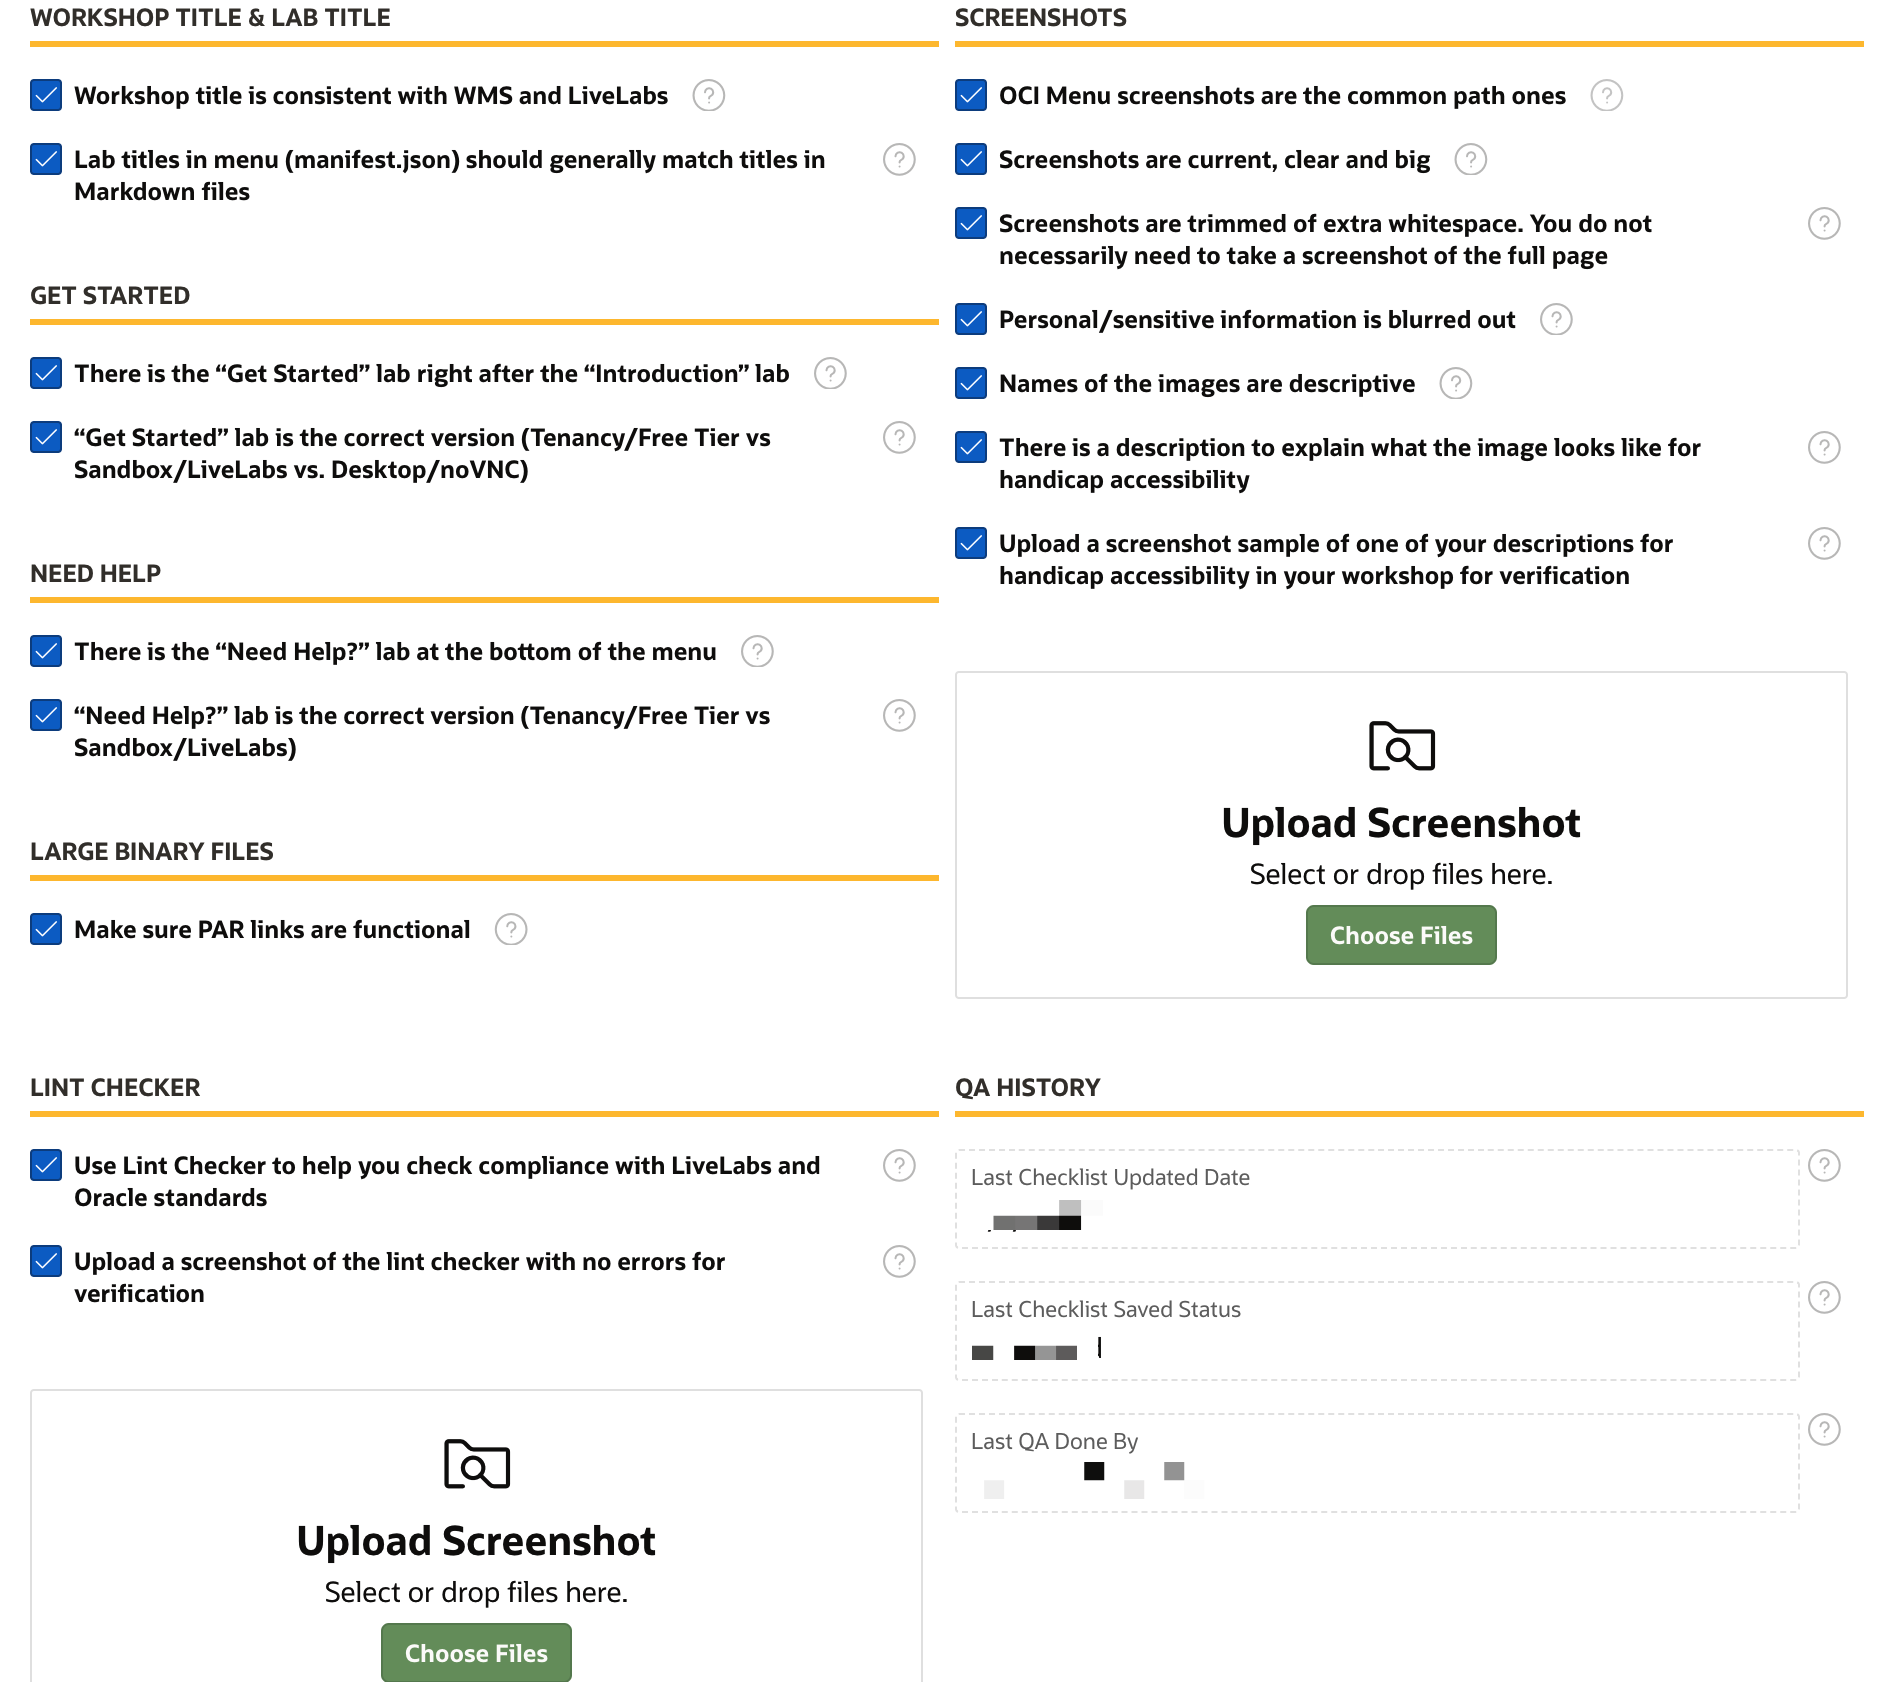 WORKSHOP TITLE & LAB TITLE
Workshop title is consistent with WMS and LiveLabs
Lab titles in menu (manifest.json) should generally match titles in
Markdown files
GET STARTED
There is the “Get Started” lab right after the “Introduction” lab
“Get Started” lab is the correct version (Tenancy/Free Tier vs
Sandbox/LiveLabs vs. Desktop/noVNC)
NEED HELP
There is the “Need Help?” lab at the bottom of the menu
“Need Help?” lab is the correct version (Tenancy/Free Tier vs
Sandbox/LiveLabs)
LARGE BINARY FILES
Make sure PAR links are functional
SCREENSHOTS
OCI Menu screenshots are the common path ones
Screenshots are current, clear and big
Screenshots are trimmed of extra whitespace. You do not
necessarily need to take a screenshot of the full page
Personal/sensitive information is blurred out
Names of the images are descriptive
There is a description to explain what the image looks like for
handicap accessibility
Upload a screenshot sample of one of your descriptions for
handicap accessibility in your workshop for verification
Upload Screenshot
Select or drop files here.
Choose Files
LINT CHECKER
Use Lint Checker to help you check compliance with LiveLabs and
Oracle standards
Upload a screenshot of the lint checker with no errors for
verification
Upload Screenshot
Select or drop files here.
Choose Files
QA HISTORY
Last Checklist Updated Date
Last Checklist Saved Status
Last QA Done By